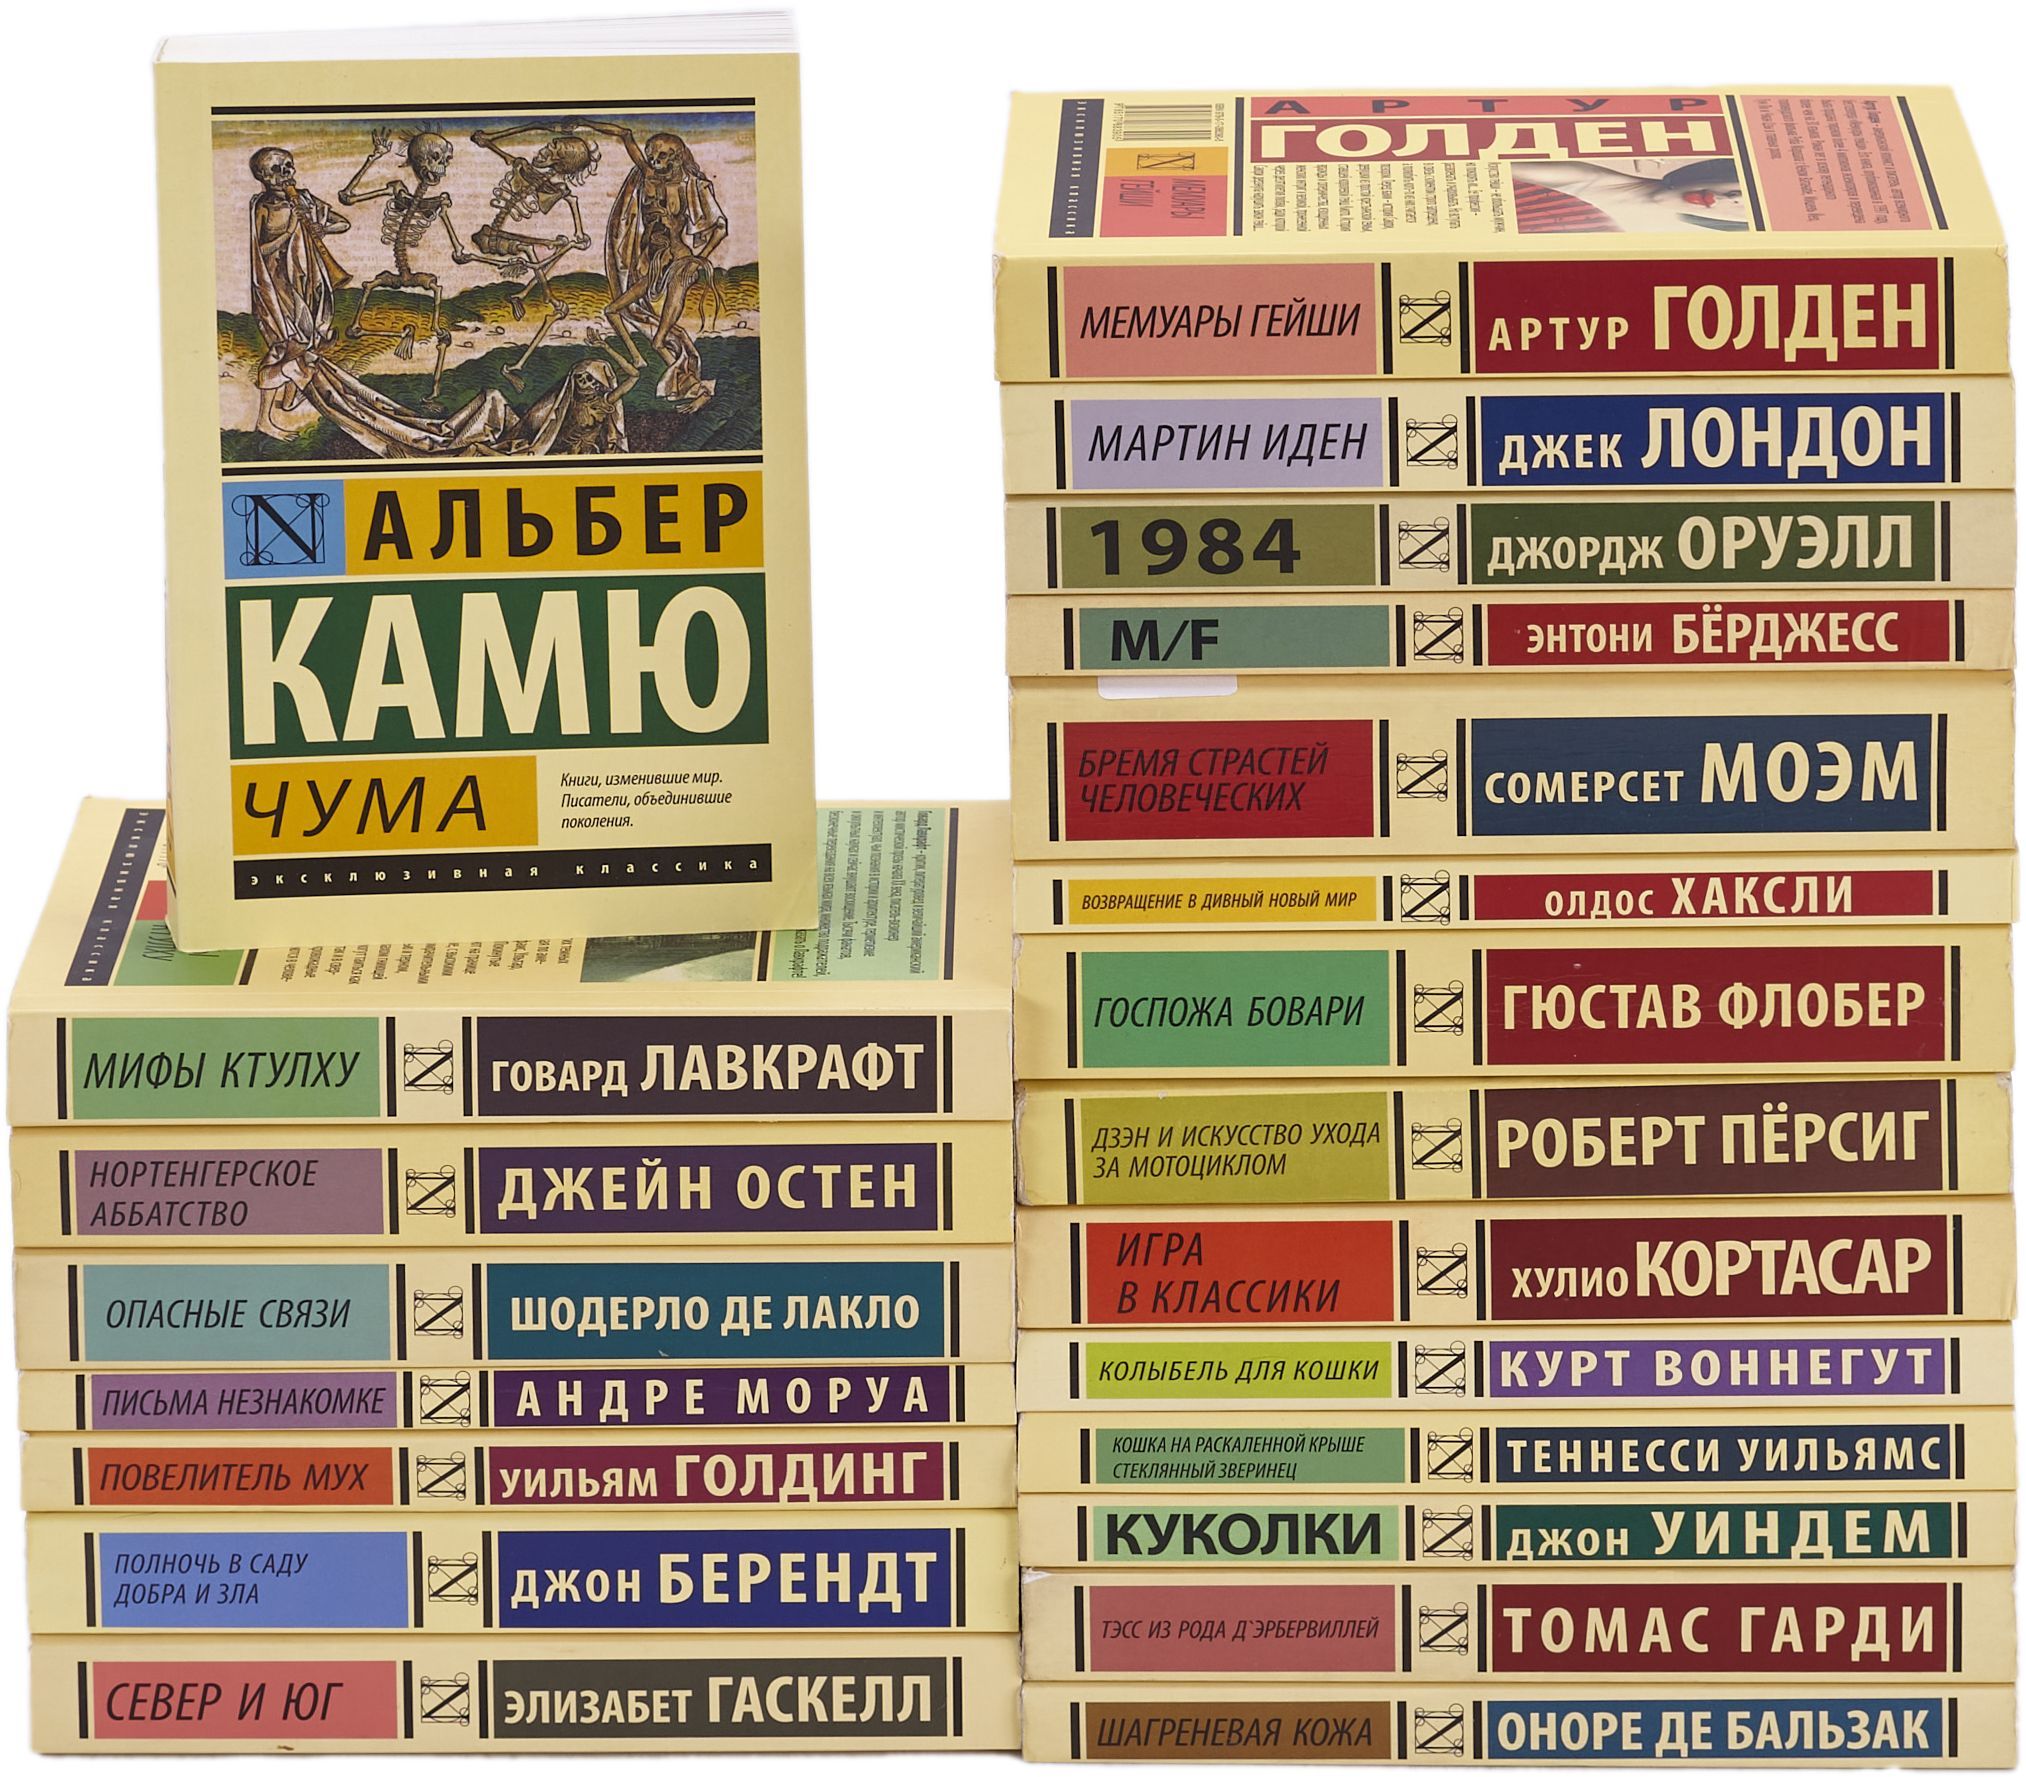 АЛЬБЕР
КАМЮ
ЧУМА
Книги, изменившие мир.
Писатели, объединившие
поколения.
эксклюзивная классика
МИФЫ КТУЛХУ
ГОВАРД ЛАВКРАФТ
НОРТЕНГЕРСКОЕ
АББАТСТВО
ДЖЕЙН ОСТЕН
ОПАСНЫЕ СВЯЗИ
ШОДЕРЛО ДЕ ЛАКЛО
ПИСЬМА НЕЗНАКОМКЕ
АНДРЕ МОРУА
ПОВЕЛИТЕЛЬ МУХ
УИЛЬЯМ ГОЛДИНГ
ПОЛНОЧЬ В САДУ
ДОБРА И ЗЛА
ДЖОН БЕРЕНДТ
СЕВЕР И ЮГ
ЭЛИЗАБЕТ ГАСКЕЛЛ
АРТУР
ГОЛДЕН
МЕМУАРЫ
ГЕЙШИ
эксклюзивная классика
МЕМУАРЫ ГЕЙШИ
АРТУР ГОЛДЕН
МАРТИН ИДЕН
ДЖЕК ЛОНДОН
1984
ДЖОРДЖ ОРУЭЛЛ
M/F
ЭНТОНИ БЁРДЖЕСС
БРЕМЯ СТРАСТЕЙ
ЧЕЛОВЕЧЕСКИХ
СОМЕРСЕТ МОЭМ
ВОЗВРАЩЕНИЕ В ДИВНЫЙ НОВЫЙ МИР
ОЛДОС ХАКСЛИ
ГОСПОЖА БОВАРИ
ГЮСТАВ ФЛОБЕР
ДЗЭН И ИСКУССТВО УХОДА
ЗА МОТОЦИКЛОМ
РОБЕРТ ПЁРСИГ
ИГРА
В КЛАССИКИ
ХУЛИО КОРТАСАР
КОЛЫБЕЛЬ ДЛЯ КОШКИ
КУРТ ВОННЕГУТ
КОШКА НА РАСКАЛЕННОЙ КРЫШЕ
СТЕКЛЯННЫЙ ЗВЕРИНЕЦ
ТЕННЕССИ УИЛЬЯМС
КУКОЛКИ
ДЖОН УИНДЕМ
ТЭСС ИЗ РОДА Д`ЭРБЕРВИЛЛЕЙ
ТОМАС ГАРДИ
ШАГРЕНЕВАЯ КОЖА
ОНОРЕ ДЕ БАЛЬЗАК